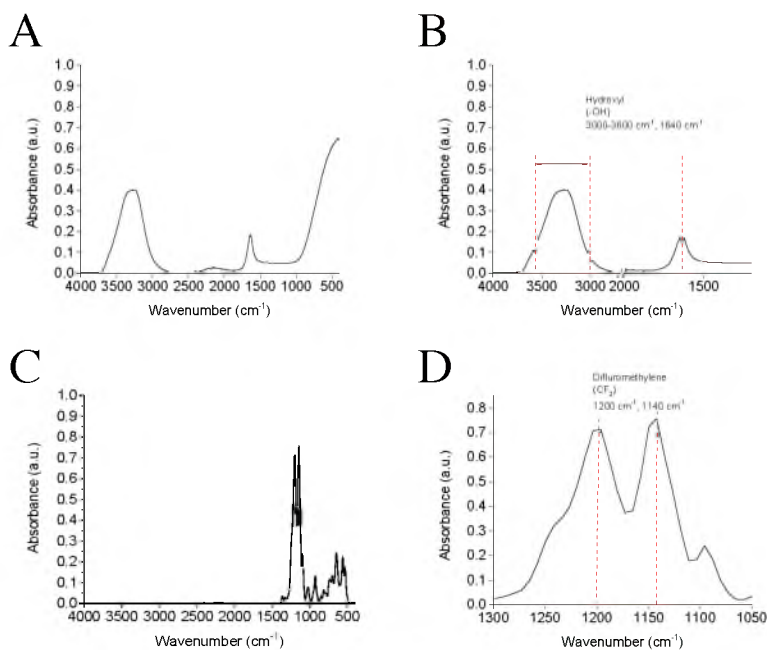 A
1.0
0.9
0.8
0.7
0.6
0.5
0.4
0.3
0.2
0.1
0.0
Absorbance (a.u.)
4000 3500 3000 2500 2000 1500 1000 500
Wavenumber (cm⁻¹)
B
1.0
0.9
0.8
0.7
0.6
0.5
0.4
0.3
0.2
0.1
0.0
Absorbance (a.u.)
Hydroxyl
(-OH)
3000-3600 cm⁻¹, 1640 cm⁻¹
4000 3500 3000 2000 1500
Wavenumber (cm⁻¹)
C
1.0
0.9
0.8
0.7
0.6
0.5
0.4
0.3
0.2
0.1
0.0
Absorbance (a.u.)
4000 3500 3000 2500 2000 1500 1000 500
Wavenumber (cm⁻¹)
D
Difluromethylene
(CF₂)
1200 cm⁻¹, 1140 cm⁻¹
0.8
0.7
0.6
0.5
0.4
0.3
0.2
0.1
0.0
Absorbance (a.u.)
1300 1250 1200 1150 1100 1050
Wavenumber (cm⁻¹)